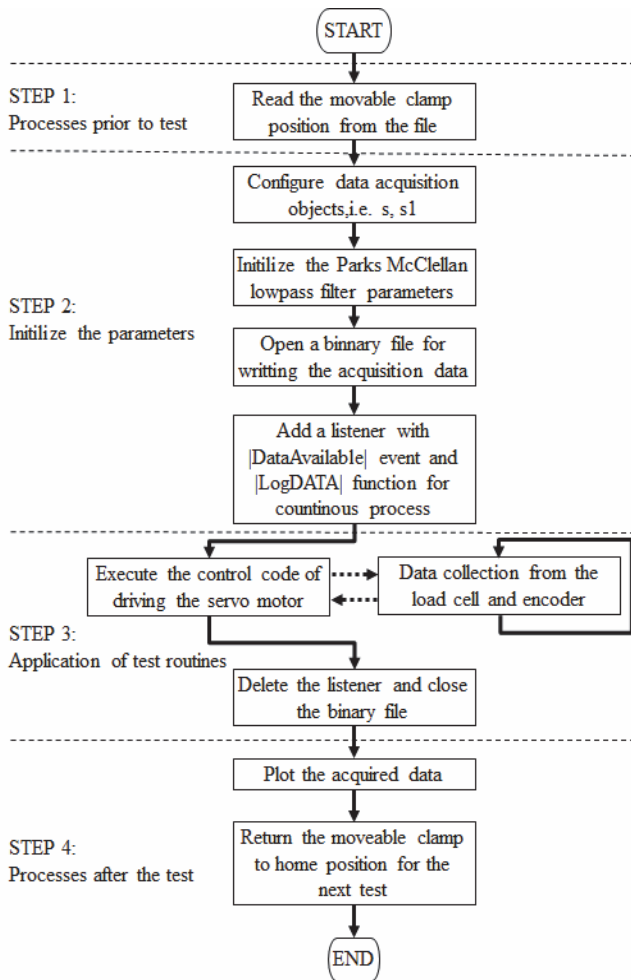 START
STEP 1:
Processes prior to test
Read the movable clamp
position from the file
Configure data acquisition
objects,i.e. s, s1
Initilize the Parks McClellan
lowpass filter parameters
STEP 2:
Initilize the parameters
Open a binnary file for
writting the acquisition data
Add a listener with
|DataAvailable| event and
|LogDATA| function for
countinous process
Execute the control code of
driving the servo motor
Data collection from the
load cell and encoder
STEP 3:
Application of test routines
Delete the listener and close
the binary file
Plot the acquired data
STEP 4:
Processes after the test
Return the moveable clamp
to home position for the
next test
END